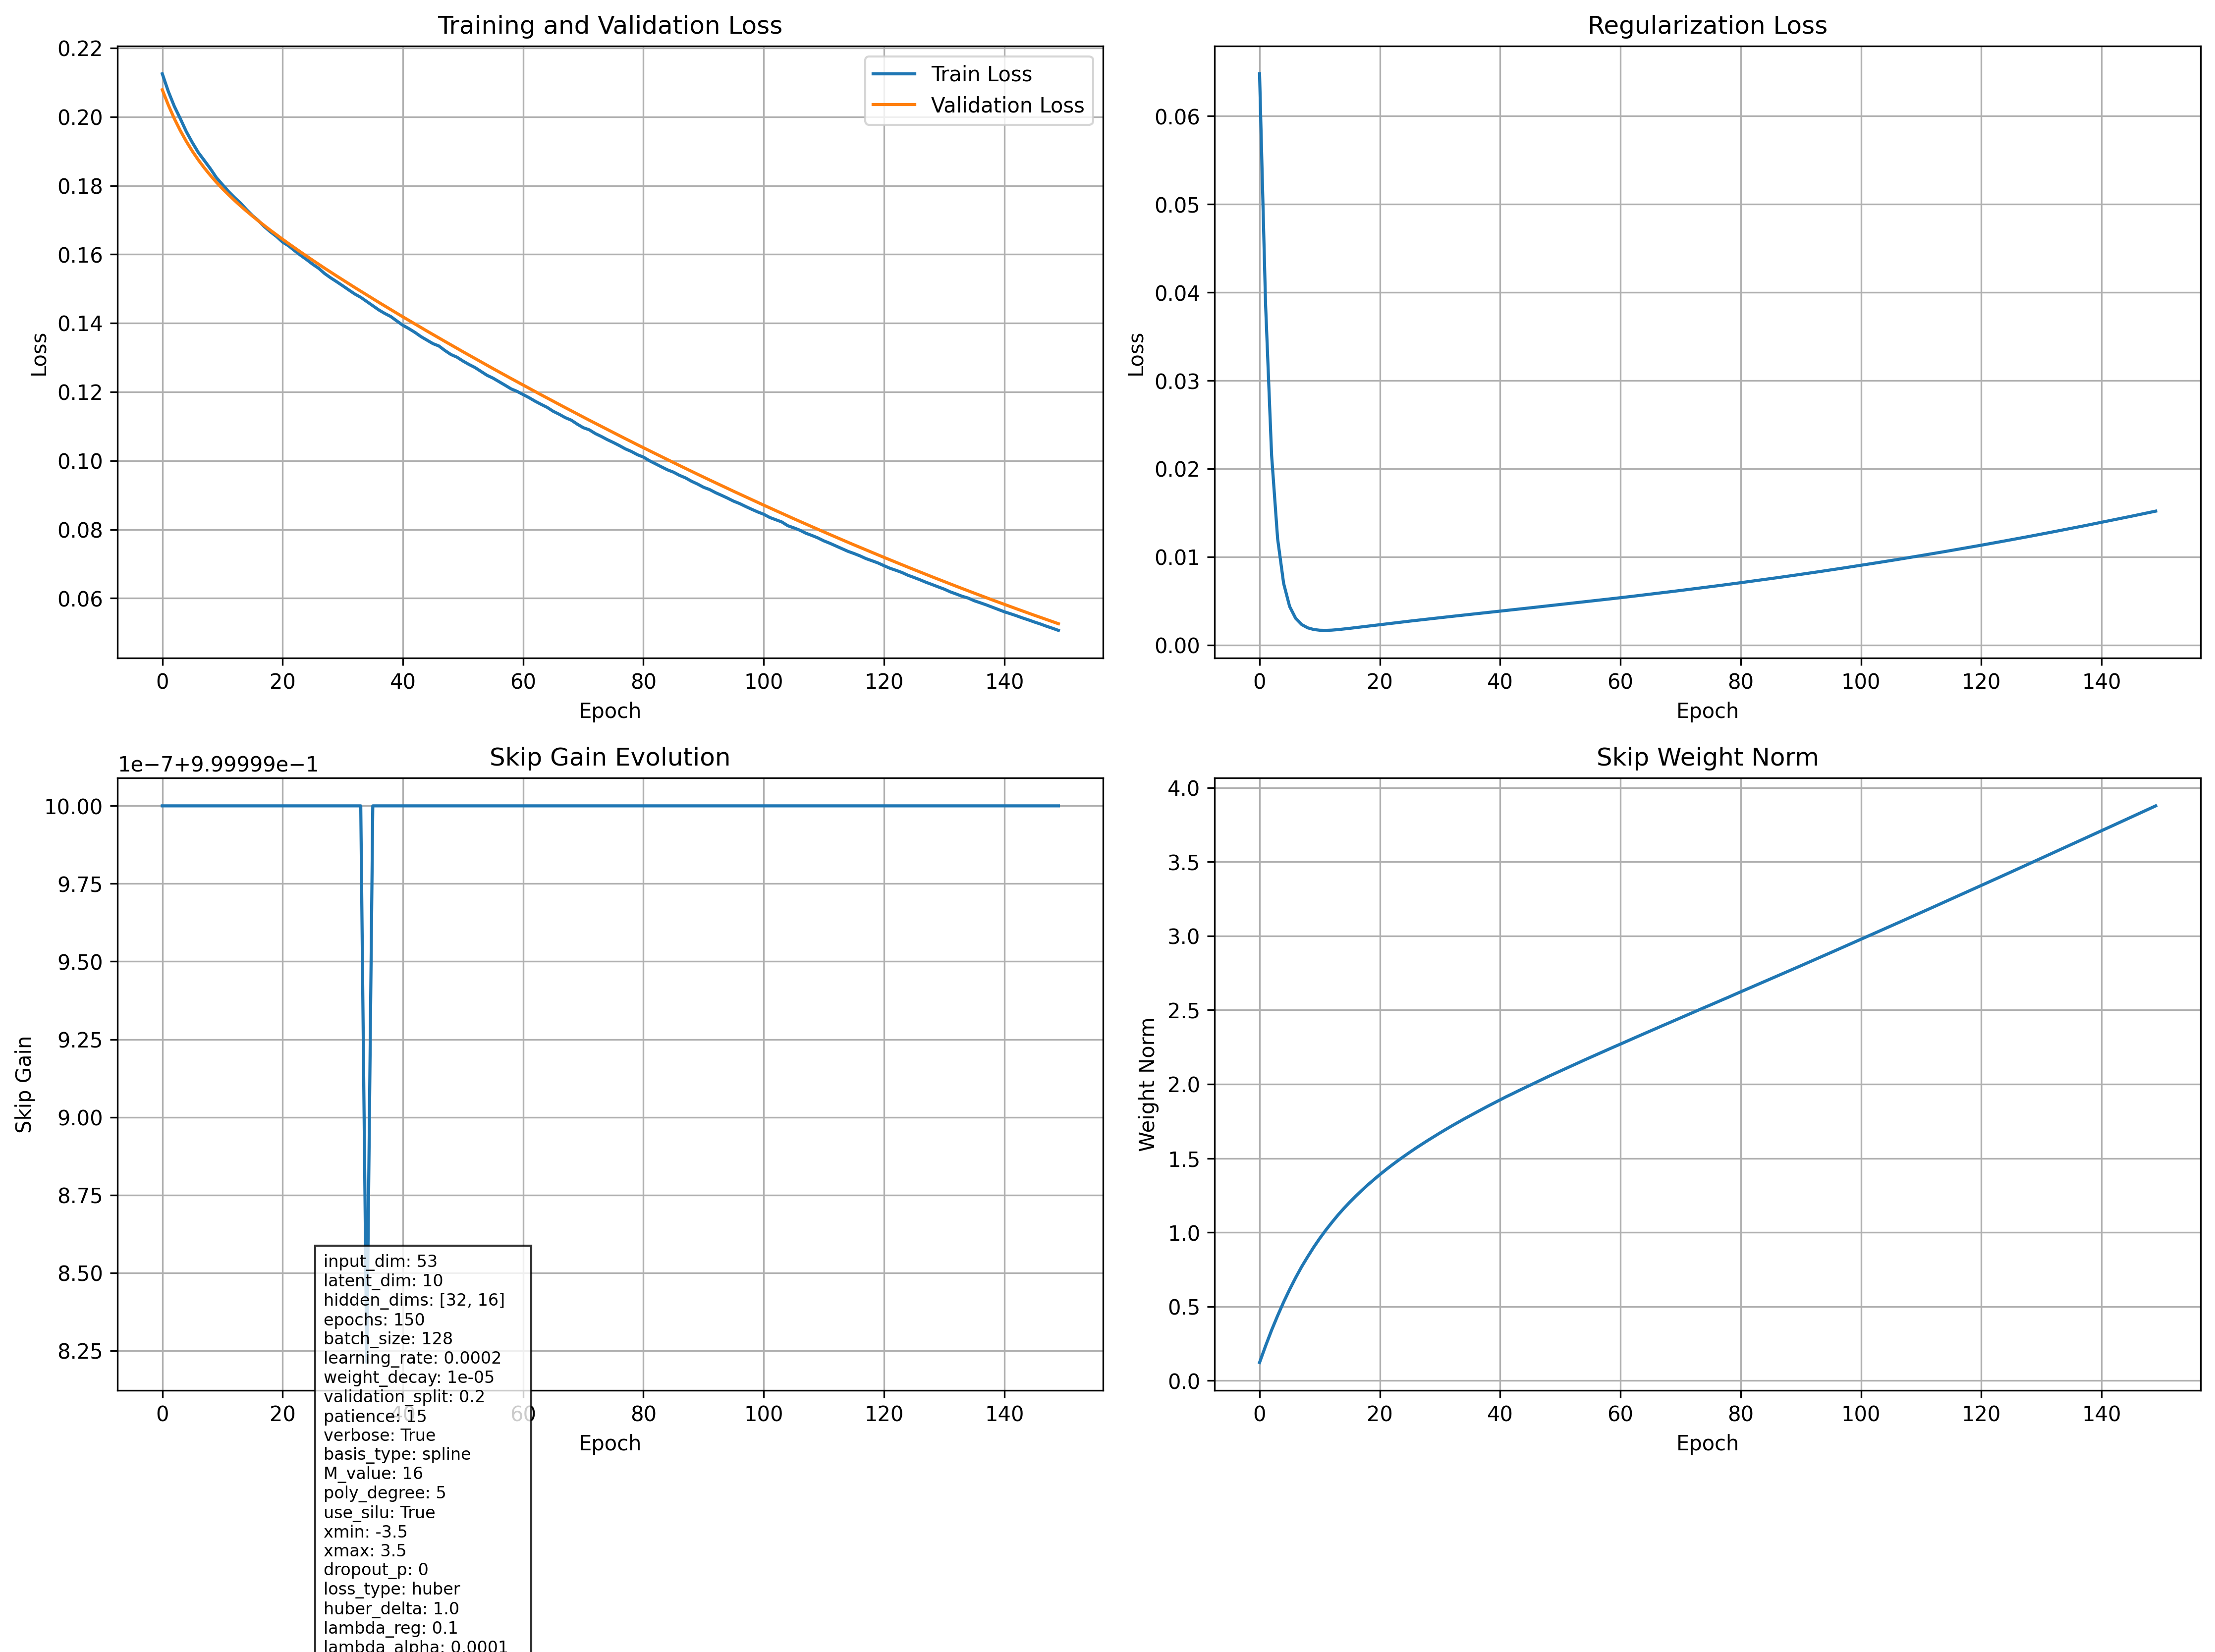 Training and Validation Loss
0.22
0.20
0.18
0.16
0.14
0.12
0.10
0.08
0.06
Loss
Train Loss
Validation Loss
0 20 40 60 80 100 120 140
Epoch
Regularization Loss
0.06
0.05
0.04
0.03
0.02
0.01
0.00
Loss
0 20 40 60 80 100 120 140
Epoch
1e−7+9.99999e−1
Skip Gain Evolution
10.00
9.75
9.50
9.25
9.00
8.75
8.50
8.25
Skip Gain
0 20 40 60 80 100 120 140
Epoch
input_dim: 53
latent_dim: 10
hidden_dims: [32, 16]
epochs: 150
batch_size: 128
learning_rate: 0.0002
weight_decay: 1e-05
validation_split: 0.2
patience: 15
verbose: True
basis_type: spline
M_value: 16
poly_degree: 5
use_silu: True
xmin: -3.5
xmax: 3.5
dropout_p: 0
loss_type: huber
huber_delta: 1.0
lambda_reg: 0.1
lambda_alpha: 0.0001
Skip Weight Norm
4.0
3.5
3.0
2.5
2.0
1.5
1.0
0.5
0.0
Weight Norm
0 20 40 60 80 100 120 140
Epoch